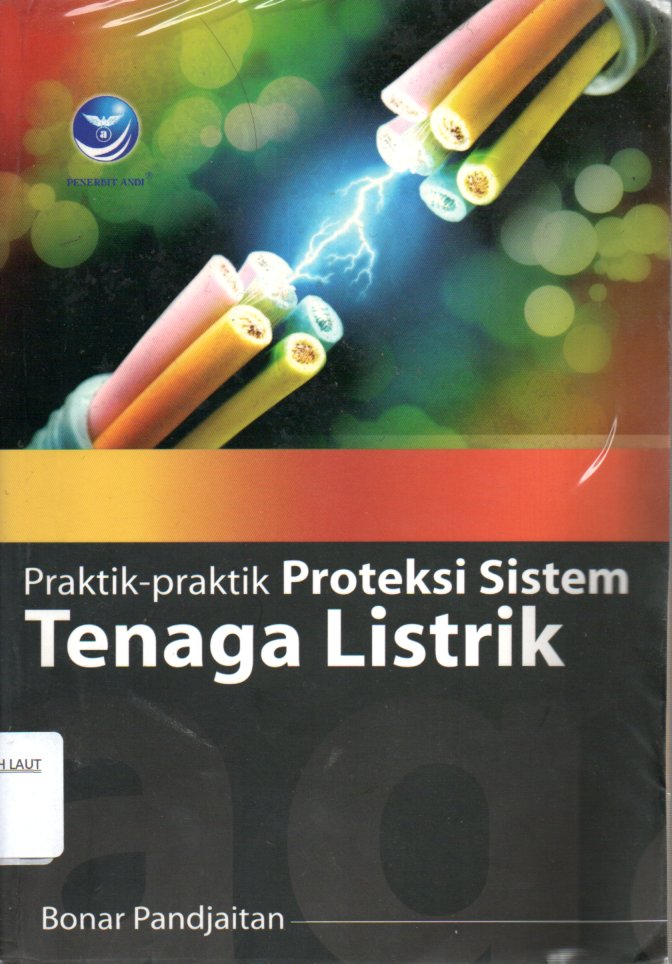 a
PENERBIT ANDI®
Praktik-praktik Proteksi Sistem
Tenaga Listrik
H LAUT
Bonar Pandjaitan